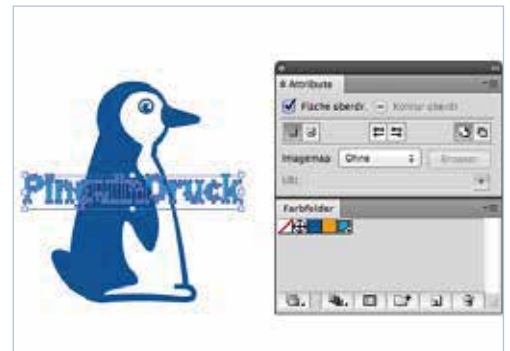 PinguinDruck
Attribute
Fläche überdr. Kontur überdr.
Imagemap: Ohne Browser...
URL:
Farbfelder